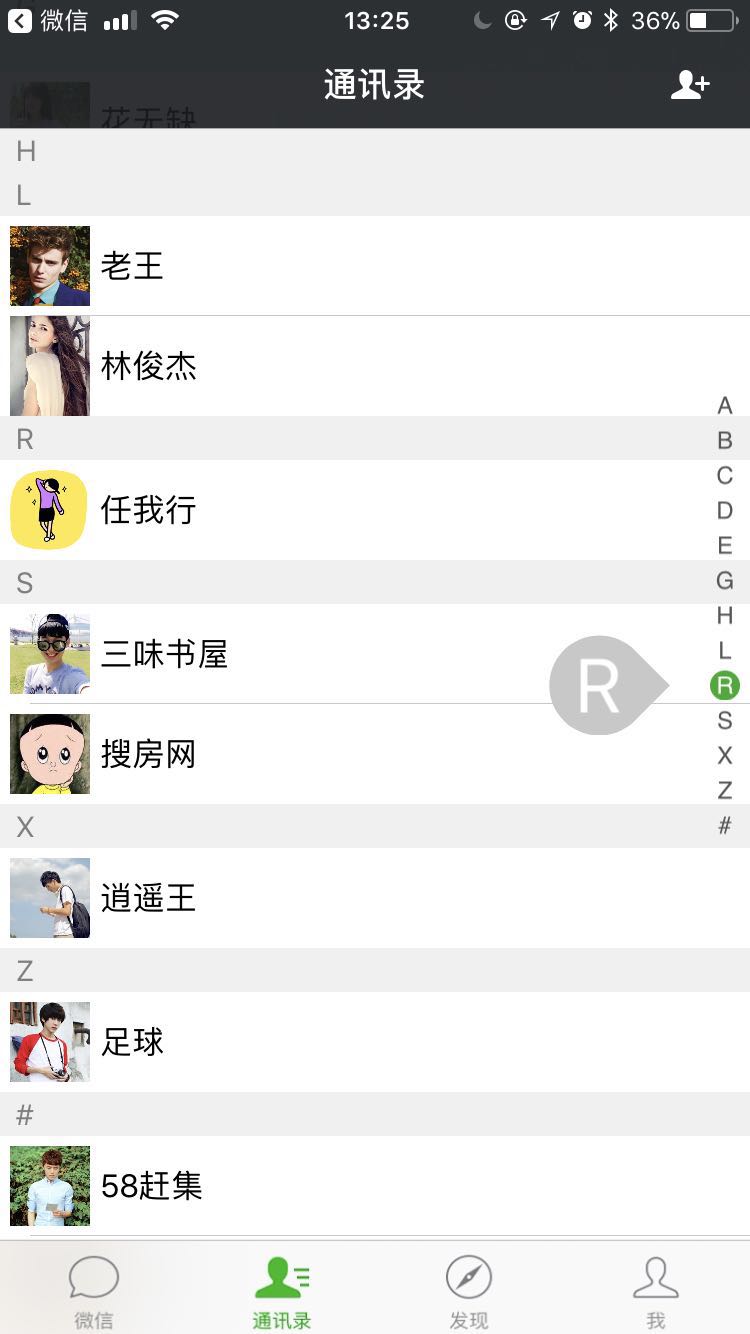 微信
13:25
36%
通讯录
花无缺
H
L
老王
林俊杰
R
任我行
S
三味书屋
搜房网
X
逍遥王
Z
足球
#
58赶集
R
A
B
C
D
E
G
H
L
R
S
X
Z
#
微信
通讯录
发现
我